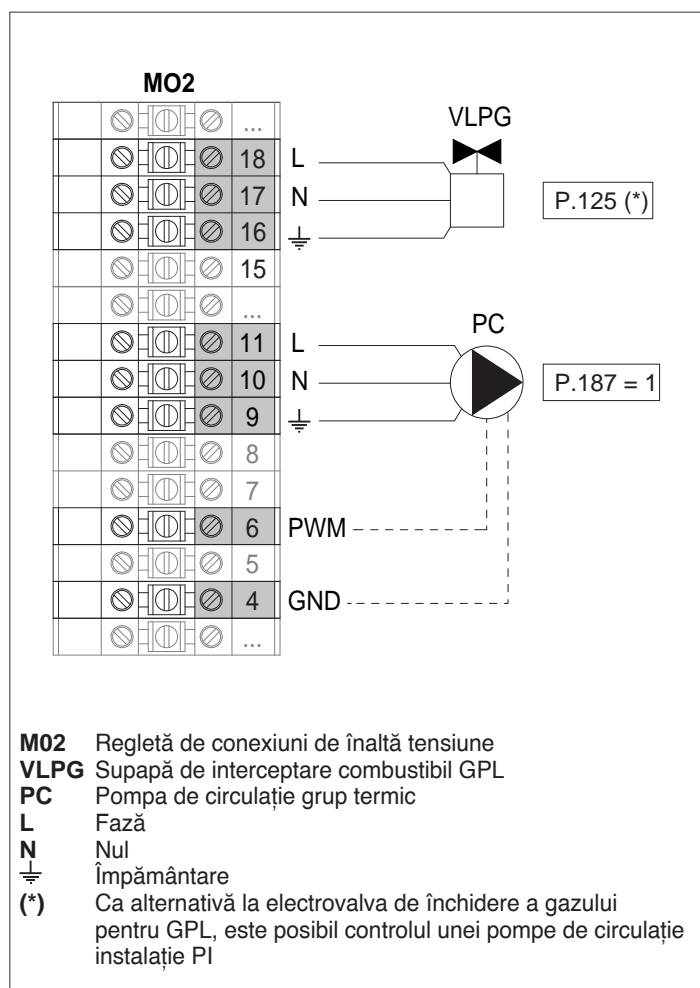 MO2
VLPG
...
18 L
17 N
16
P.125 (*)
15
...
PC
11 L
10 N
P.187 = 1
9
8
7
6 PWM
5
4 GND
...
M02 Regletă de conexiuni de înaltă tensiune
VLPG Supapă de interceptare combustibil GPL
PC Pompa de circulație grup termic
L Fază
N Nul
Împământare
(*) Ca alternativă la electrovalva de închidere a gazului
pentru GPL, este posibil controlul unei pompe de circulație
instalație PI